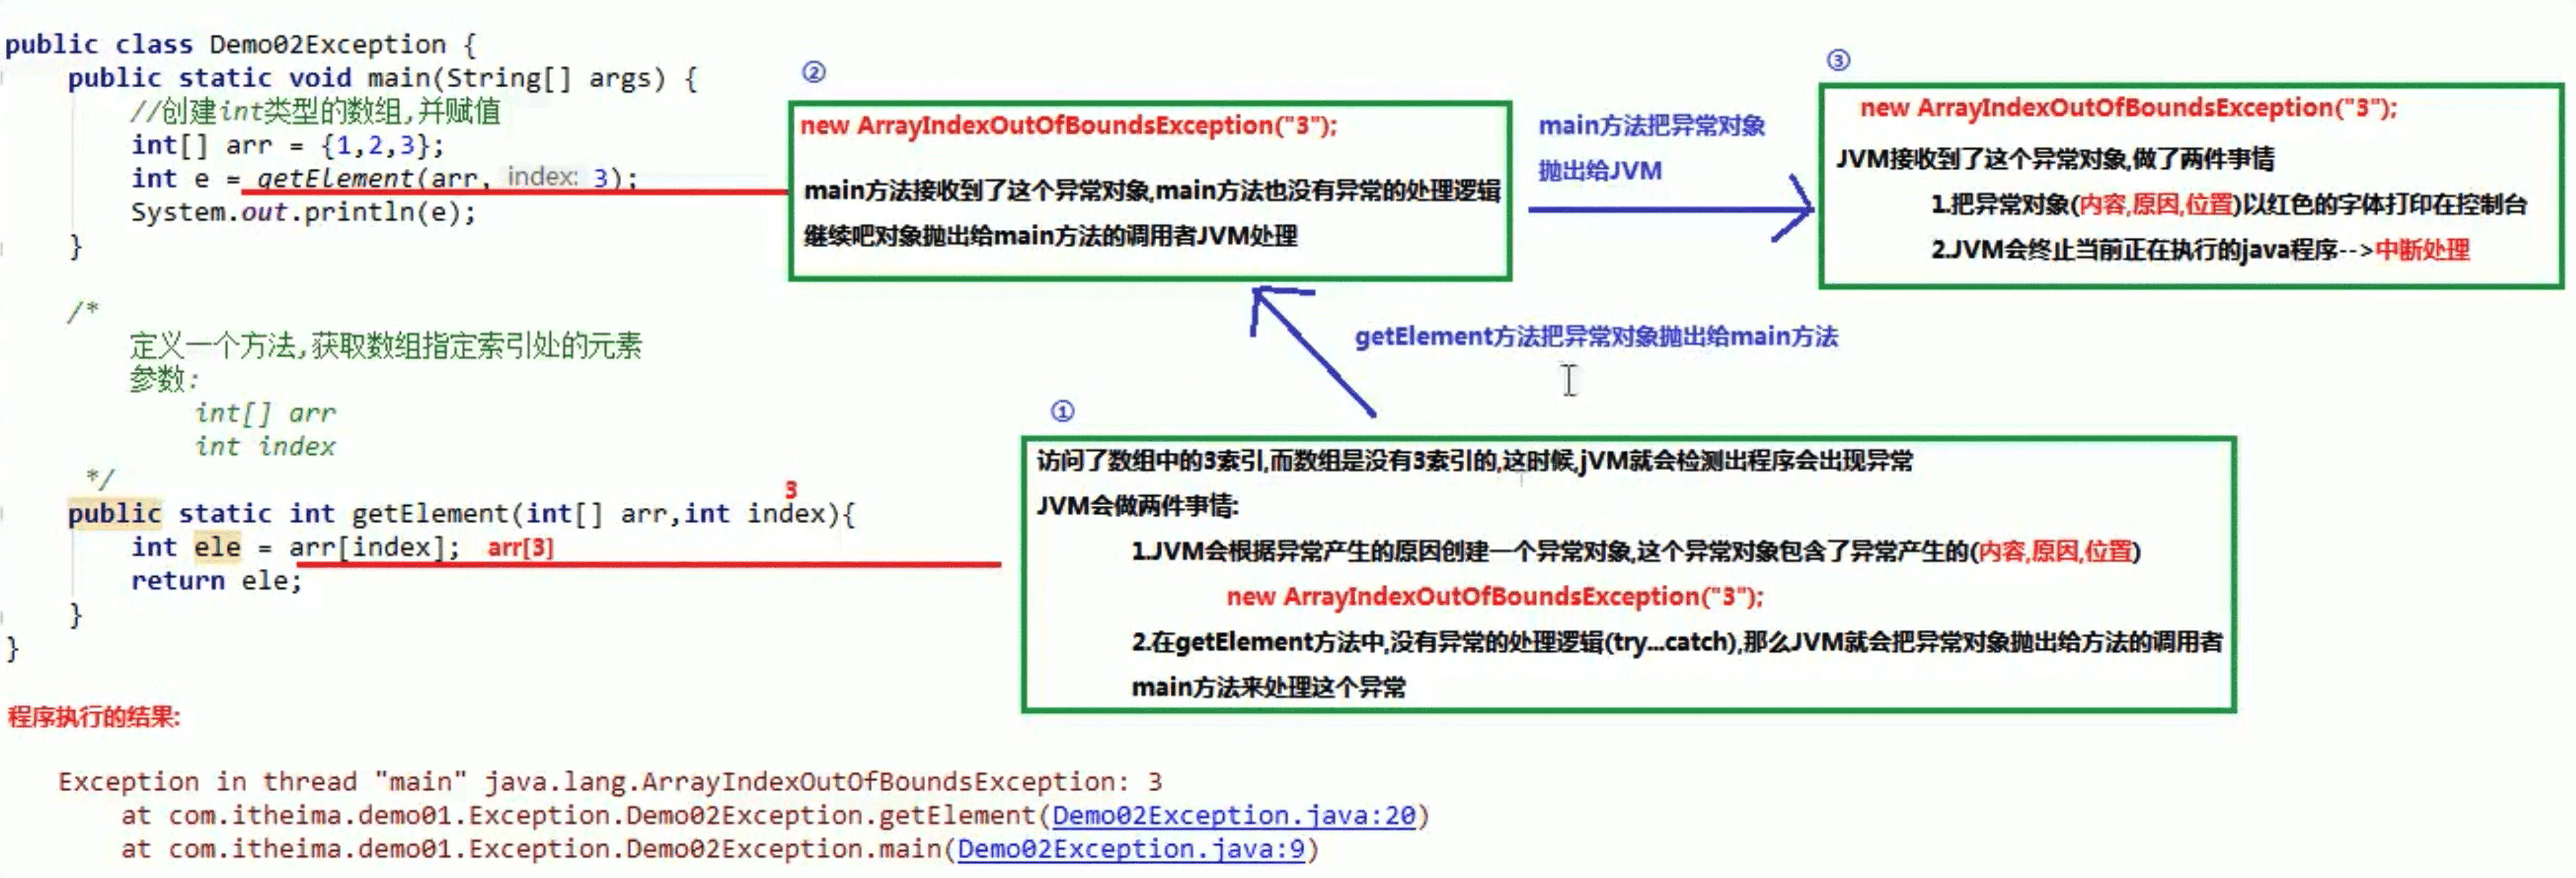 public class Demo02Exception {
public static void main(String[] args) {
//创建int类型的数组,并赋值
int[] arr = {1,2,3};
int e = getElement(arr, index: 3);
System.out.println(e);
}
/*
定义一个方法,获取数组指定索引处的元素
参数:
int[] arr
int index
*/
3
public static int getElement(int[] arr,int index){
int ele = arr[index]; arr[3]
return ele;
}
}
②
new ArrayIndexOutOfBoundsException("3");
main方法接收到了这个异常对象,main方法也没有异常的处理逻辑
继续吧对象抛出给main方法的调用者JVM处理
main方法把异常对象
抛出给JVM
③
new ArrayIndexOutOfBoundsException("3");
JVM接收到了这个异常对象,做了两件事情
1.把异常对象(内容,原因,位置)以红色的字体打印在控制台
2.JVM会终止当前正在执行的java程序-->中断处理
getElement方法把异常对象抛出给main方法
①
访问了数组中的3索引,而数组是没有3索引的,这时候,jVM就会检测出程序会出现异常
JVM会做两件事情:
1.JVM会根据异常产生的原因创建一个异常对象,这个异常对象包含了异常产生的(内容,原因,位置)
new ArrayIndexOutOfBoundsException("3");
2.在getElement方法中,没有异常的处理逻辑(try...catch),那么JVM就会把异常对象抛出给方法的调用者
main方法来处理这个异常
程序执行的结果:
Exception in thread "main" java.lang.ArrayIndexOutOfBoundsException: 3
at com.itheima.demo01.Exception.Demo02Exception.getElement(Demo02Exception.java:20)
at com.itheima.demo01.Exception.Demo02Exception.main(Demo02Exception.java:9)